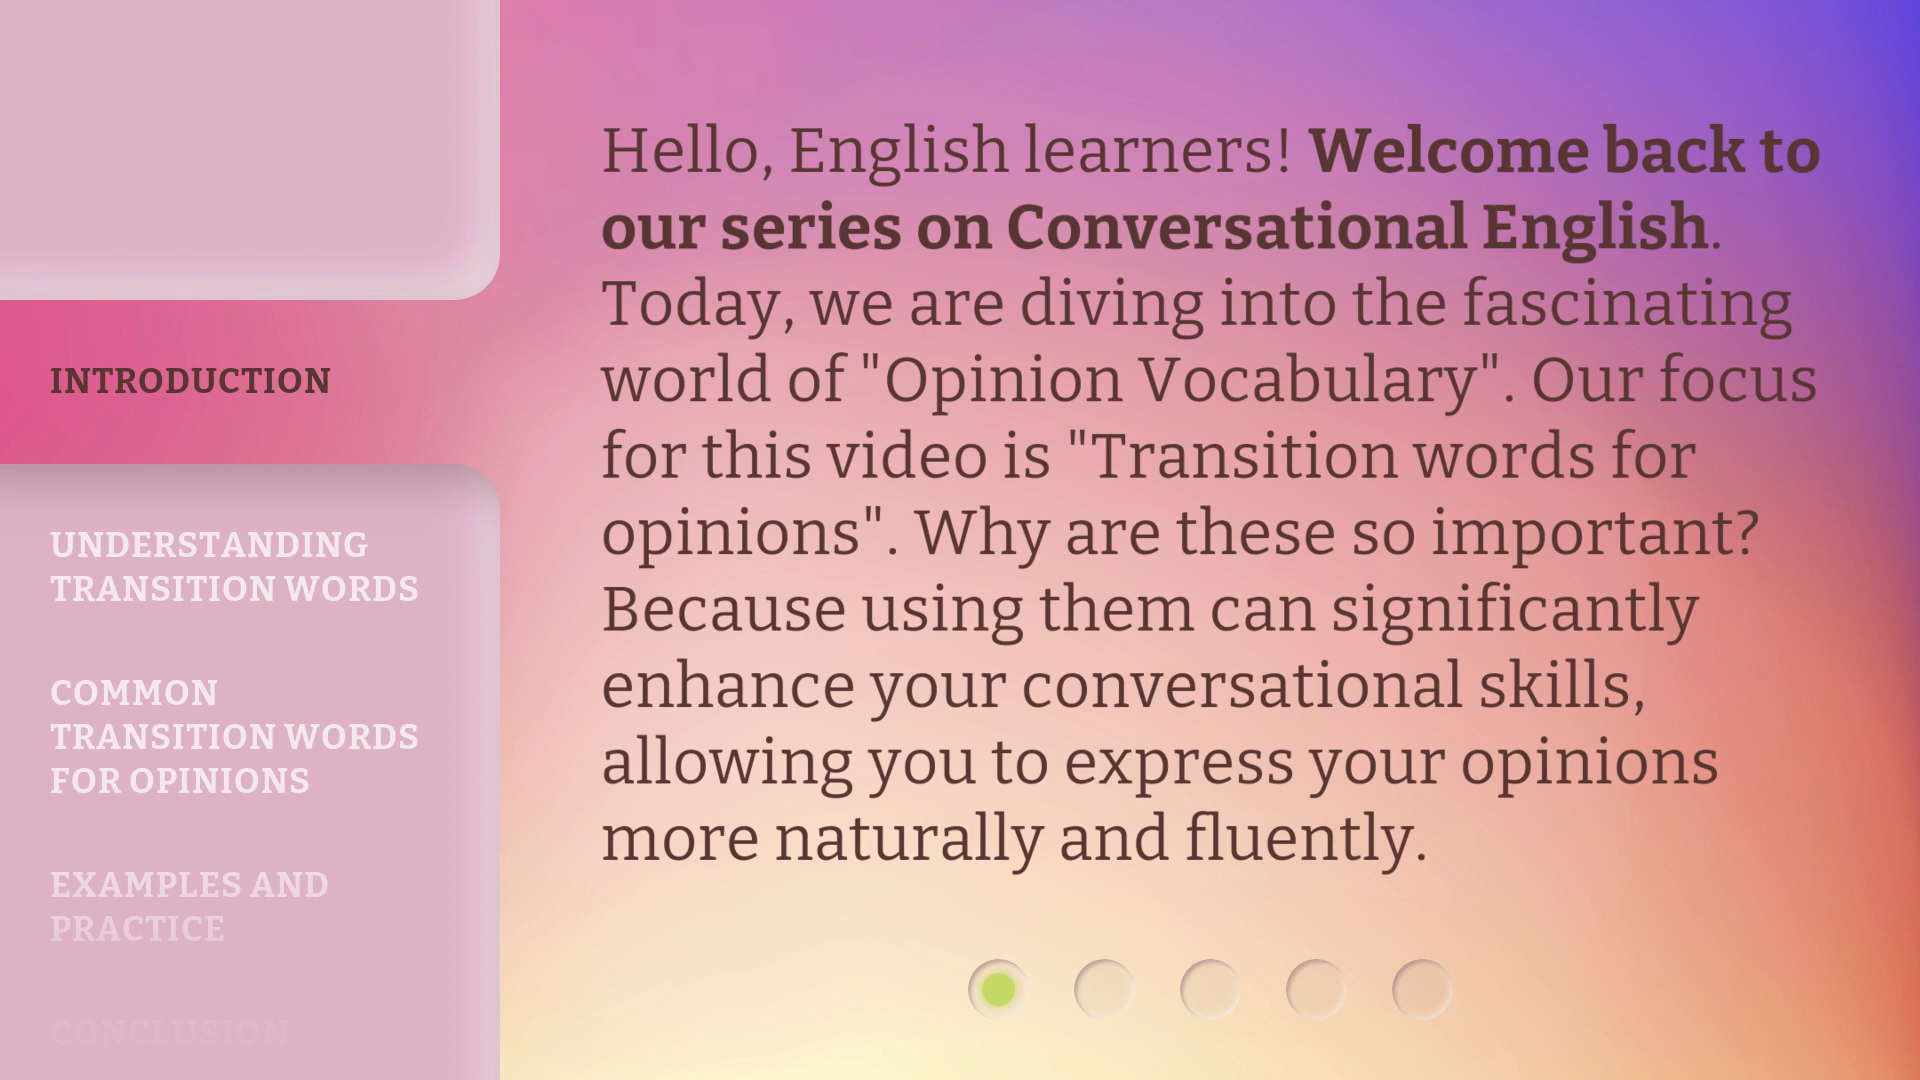 INTRODUCTION
UNDERSTANDING
TRANSITION WORDS
COMMON
TRANSITION WORDS
FOR OPINIONS
EXAMPLES AND
PRACTICE
CONCLUSION
Hello, English learners! Welcome back to
our series on Conversational English.
Today, we are diving into the fascinating
world of "Opinion Vocabulary". Our focus
for this video is "Transition words for
opinions". Why are these so important?
Because using them can significantly
enhance your conversational skills,
allowing you to express your opinions
more naturally and fluently.